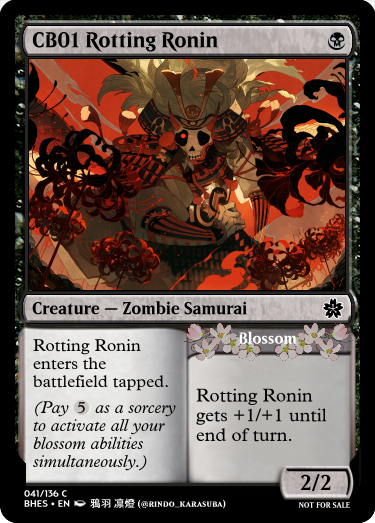 CB01 Rotting Ronin
Creature — Zombie Samurai
Rotting Ronin
enters the
battlefield tapped.
(Pay 5 as a sorcery
to activate all your
blossom abilities
simultaneously.)
Blossom
Rotting Ronin
gets +1/+1 until
end of turn.
2/2
041/136 C
BHES • EN 鴉羽 凛燈 (@RINDO_KARASUBA)
NOT FOR SALE